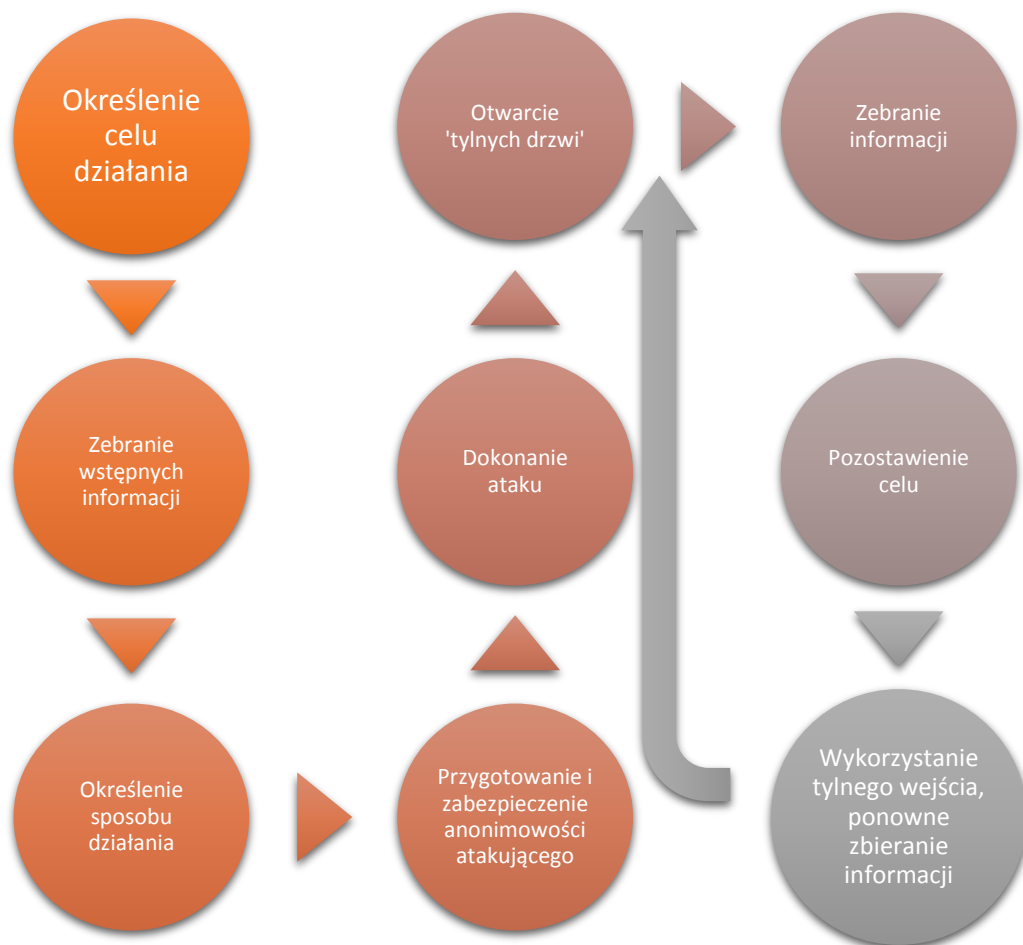 Określenie
celu
działania
Zebranie
wstępnych
informacji
Określenie
sposobu
działania
Przygotowanie i
zabezpieczenie
anonimowości
atakującego
Dokonanie
ataku
Otwarcie
'tylnych drzwi'
Zebranie
informacji
Pozostawienie
celu
Wykorzystanie
tylnego wejścia,
ponowne
zbieranie
informacji